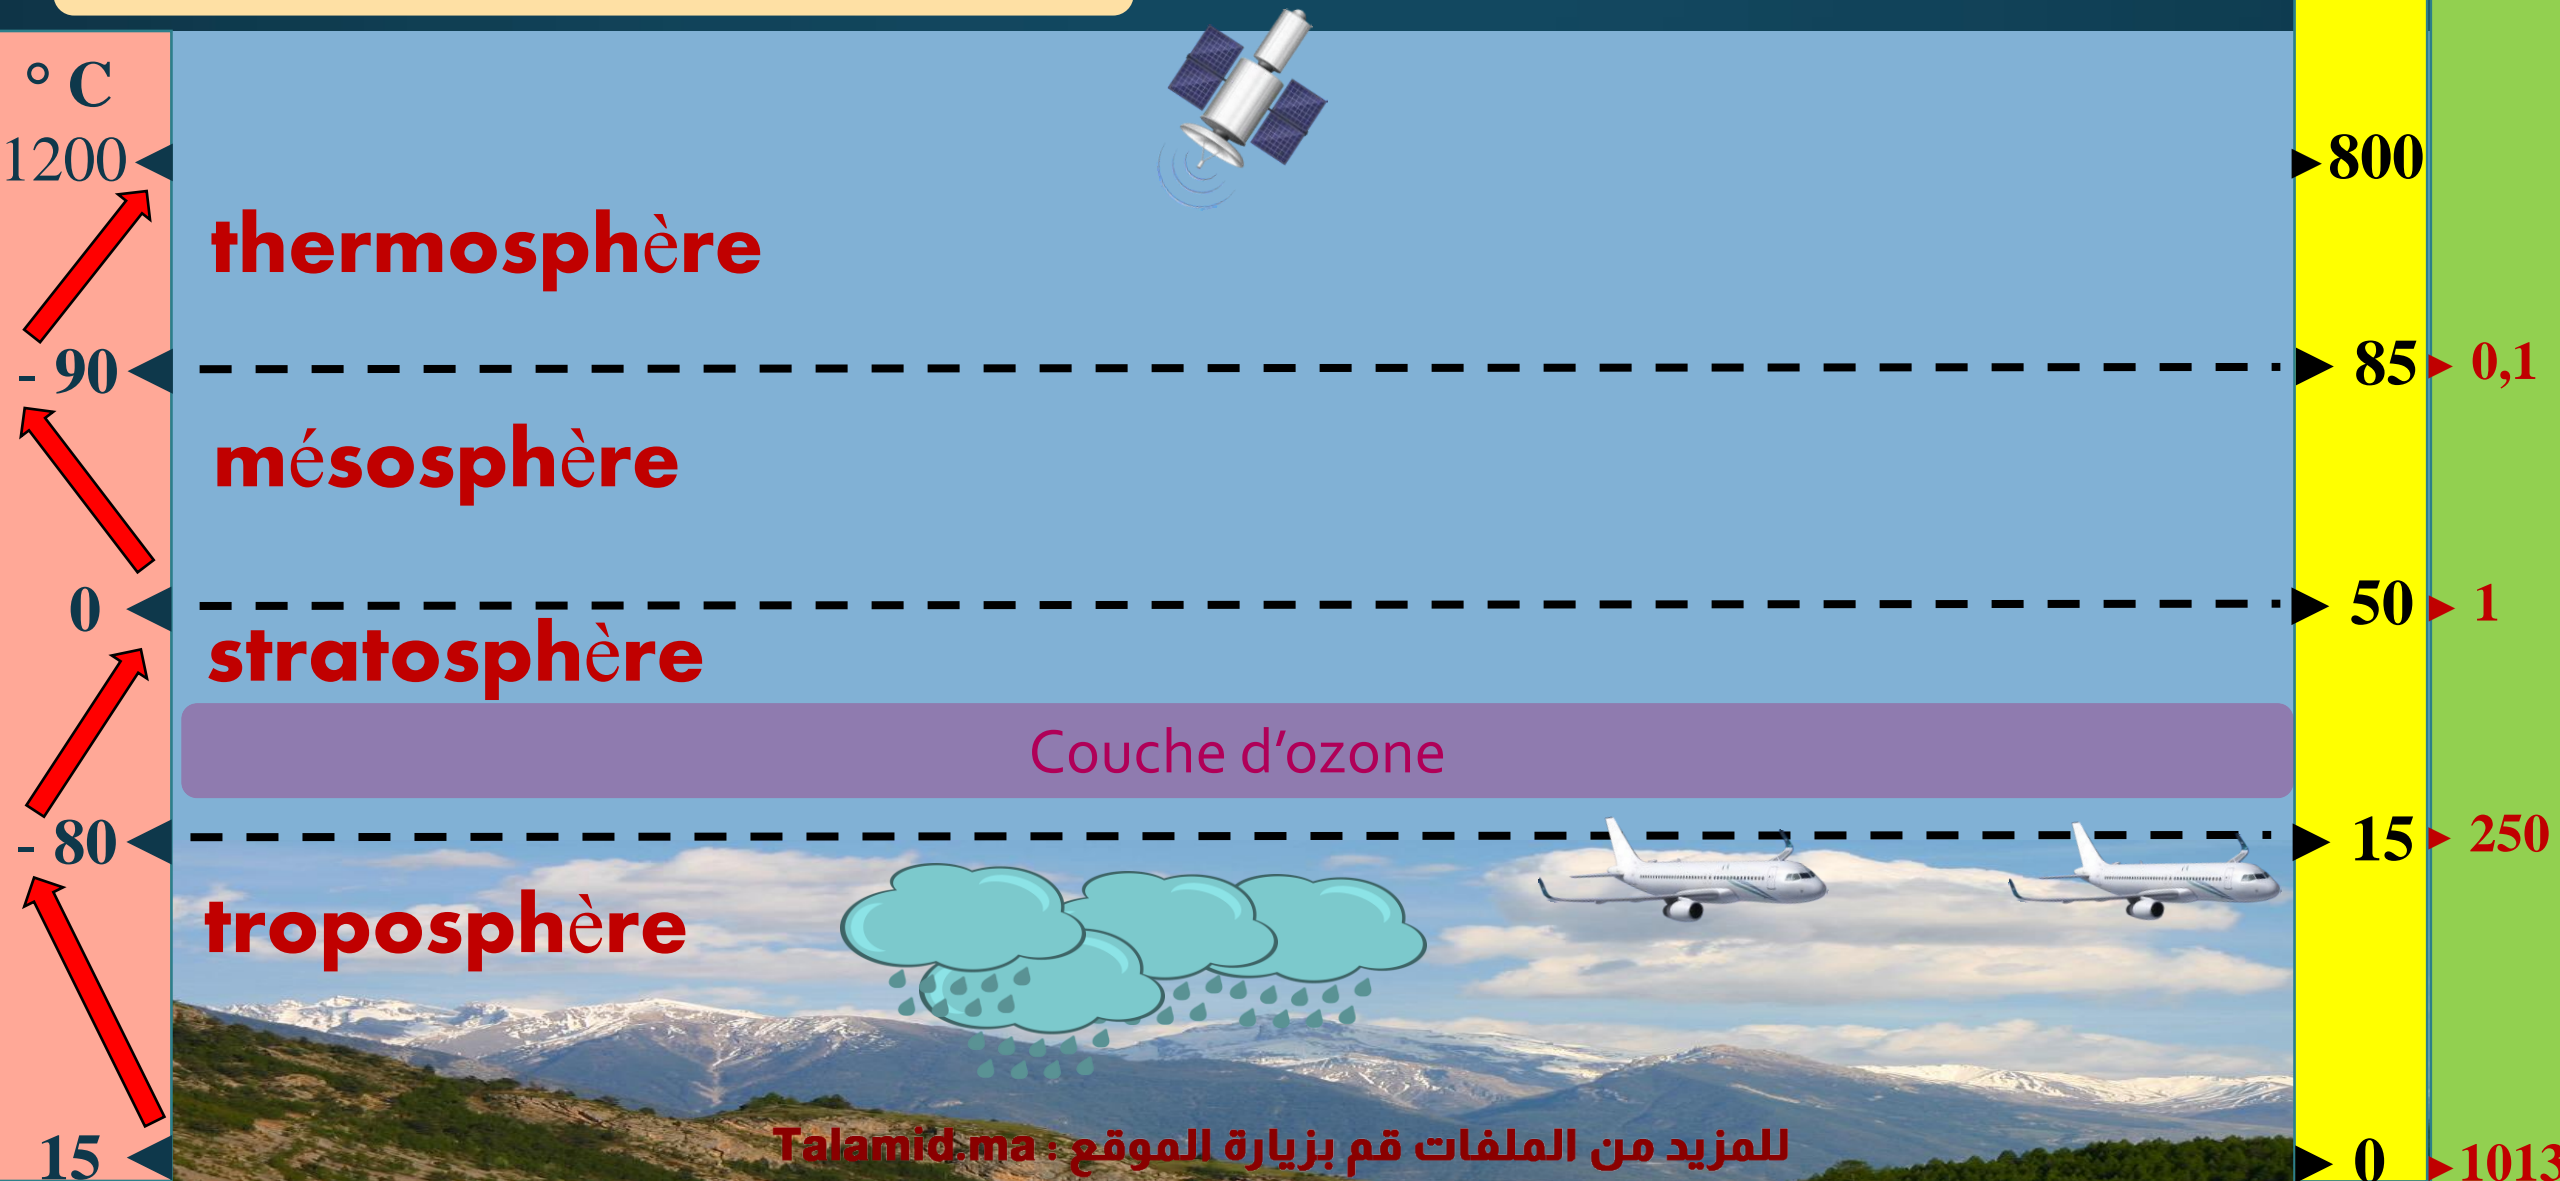 ° C
1200
800
thermosphère
- 90
85
0,1
mésosphère
0
50
1
stratosphère
Couche d’ozone
- 80
15
250
troposphère
للمزيد من الملفات قم بزيارة الموقع : Talamid.ma
15
0
1013